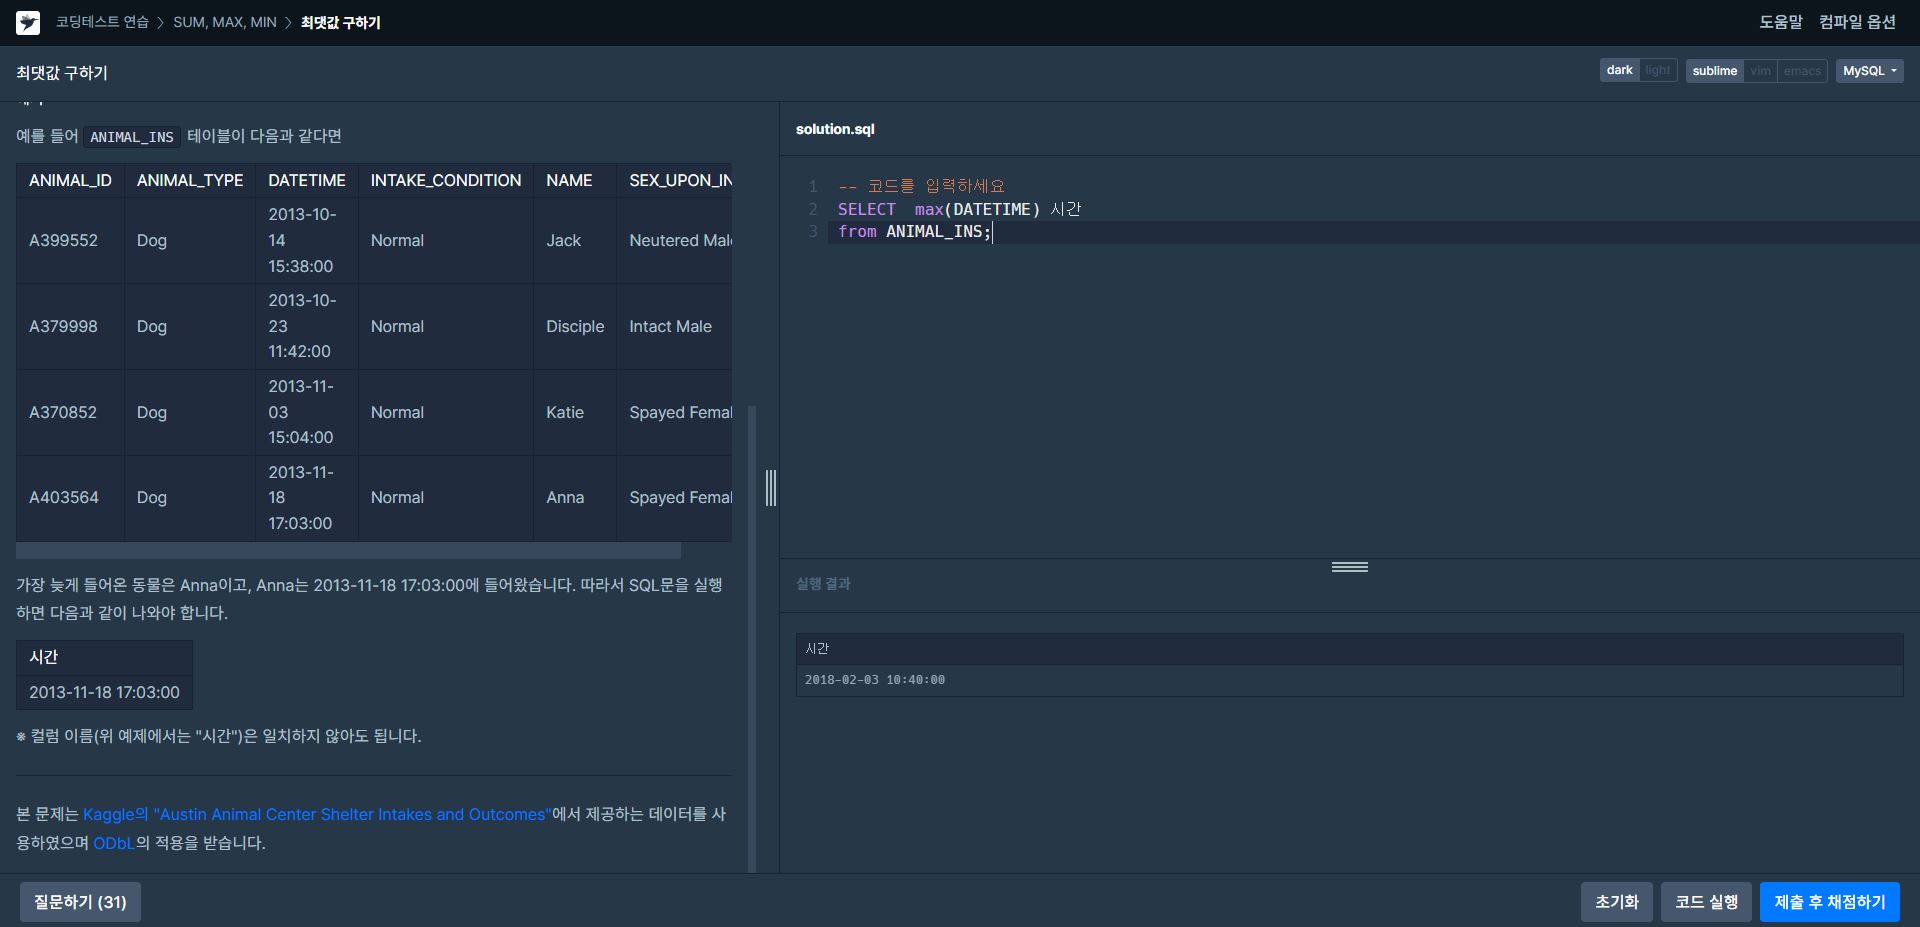 코딩테스트 연습 > SUM, MAX, MIN > 최댓값 구하기
도움말 컴파일 옵션
최댓값 구하기
dark light sublime vim emacs MySQL
예를 들어 ANIMAL_INS 테이블이 다음과 같다면
ANIMAL_ID ANIMAL_TYPE DATETIME INTAKE_CONDITION NAME SEX_UPON_IN
A399552 Dog 2013-10-14 15:38:00 Normal Jack Neutered Mal
A379998 Dog 2013-10-23 11:42:00 Normal Disciple Intact Male
A370852 Dog 2013-11-03 15:04:00 Normal Katie Spayed Femal
A403564 Dog 2013-11-18 17:03:00 Normal Anna Spayed Femal
가장 늦게 들어온 동물은 Anna이고, Anna는 2013-11-18 17:03:00에 들어왔습니다. 따라서 SQL문을 실행
하면 다음과 같이 나와야 합니다.
시간
2013-11-18 17:03:00
※ 컬럼 이름(위 예제에서는 "시간")은 일치하지 않아도 됩니다.
본 문제는 Kaggle의 "Austin Animal Center Shelter Intakes and Outcomes"에서 제공하는 데이터를 사
용하였으며 ODbL의 적용을 받습니다.
질문하기 (31)
solution.sql
1 -- 코드를 입력하세요
2 SELECT  max(DATETIME) 시간
3 from ANIMAL_INS;
실행 결과
시간
2018-02-03 10:40:00
초기화 코드 실행 제출 후 채점하기